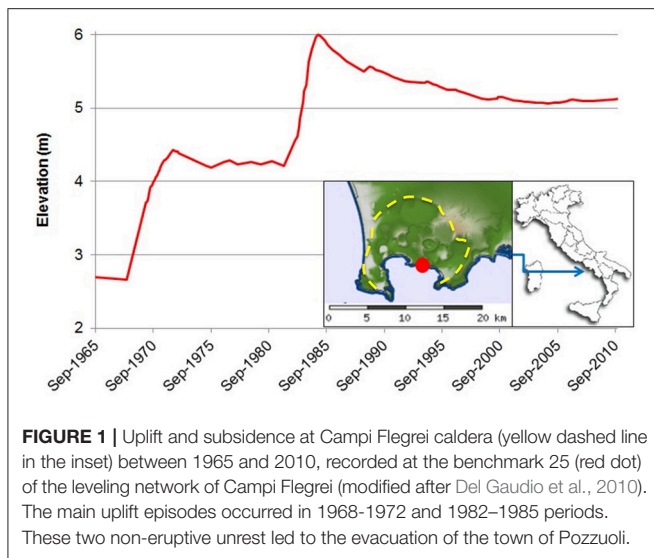 6
5
4
3
2
Elevation (m)
Sep-1965
Sep-1970
Sep-1975
Sep-1980
Sep-1985
Sep-1990
Sep-1995
Sep-2000
Sep-2005
Sep-2010
0 5 10 15 20 km
FIGURE 1 | Uplift and subsidence at Campi Flegrei caldera (yellow dashed line
in the inset) between 1965 and 2010, recorded at the benchmark 25 (red dot)
of the leveling network of Campi Flegrei (modified after Del Gaudio et al., 2010).
The main uplift episodes occurred in 1968-1972 and 1982–1985 periods.
These two non-eruptive unrest led to the evacuation of the town of Pozzuoli.